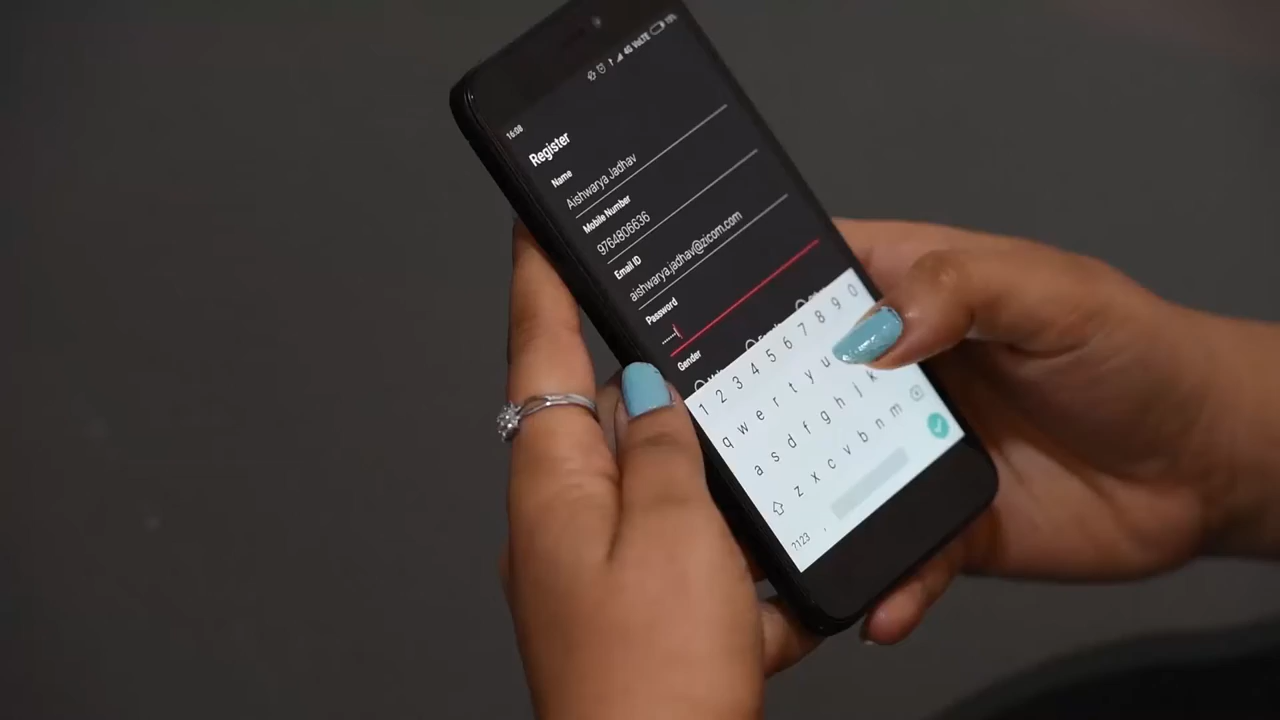 4G VoLTE
16:08
Register
Name
Aishwarya Jadhav
Mobile Number
9764806636
Email ID
aishwarya.jadhav@zicom.com
Password
Gender
1 2 3 4 5 6 7 8 9 0
q w e r t y u
a s d f g h j k
z x c v b n m
?123 ,